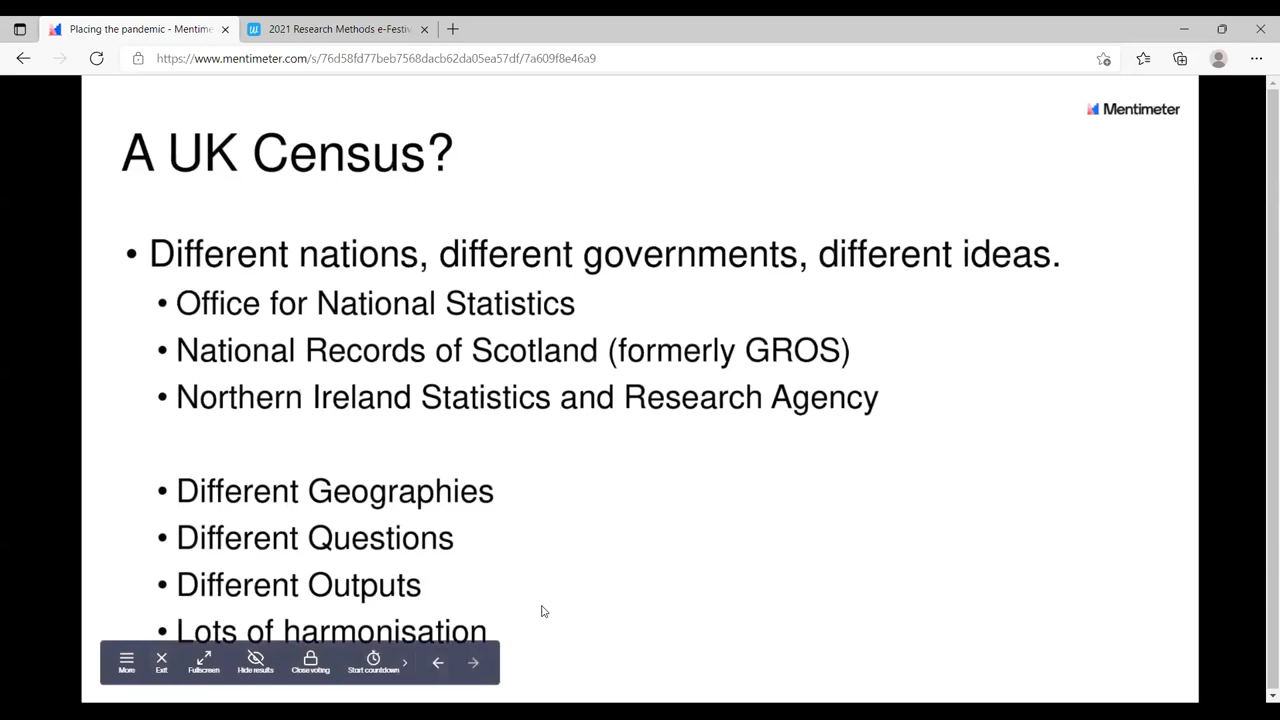 Placing the pandemic - Mentime
2021 Research Methods e-Festiv
https://www.mentimeter.com/s/76d58fd77beb7568dacb62da05ea57df/7a609f8e46a9
Mentimeter
A UK Census?
• Different nations, different governments, different ideas.
• Office for National Statistics
• National Records of Scotland (formerly GROS)
• Northern Ireland Statistics and Research Agency
• Different Geographies
• Different Questions
• Different Outputs
• Lots of harmonisation
More Exit Fullscreen Hide results Close voting Start countdown